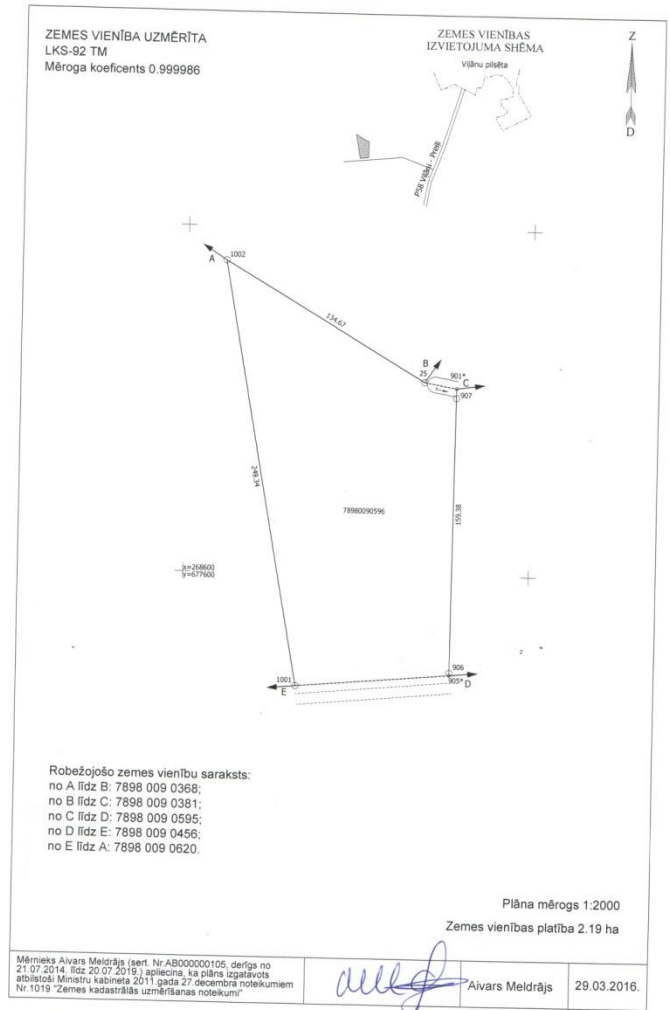 ZEMES VIENĪBA UZMĒRĪTA
LKS-92 TM
Mēroga koeficents 0.999986
ZEMES VIENĪBAS
IZVIETOJUMA SHĒMA
Viļānu pilsēta
P58 Viļāni - Preiļi
Z
D
A
1002
134.67
B
25
901*
C
907
249.34
78980090596
159.38
x=268600
y=677600
z
1001
E
906
905*
D
Robežojošo zemes vienību saraksts:
no A līdz B: 7898 009 0368;
no B līdz C: 7898 009 0381;
no C līdz D: 7898 009 0595;
no D līdz E: 7898 009 0456;
no E līdz A: 7898 009 0620.
Plāna mērogs 1:2000
Zemes vienības platība 2.19 ha
Mērnieks Aivars Meldrājs (sert. Nr.AB000000105, derīgs no
21.07.2014. līdz 20.07.2019.) apliecina, ka plāns izgatavots
atbilstoši Ministru kabineta 2011.gada 27.decembra noteikumiem
Nr.1019 "Zemes kadastrālās uzmērīšanas noteikumi"
Aivars Meldrājs
29.03.2016.